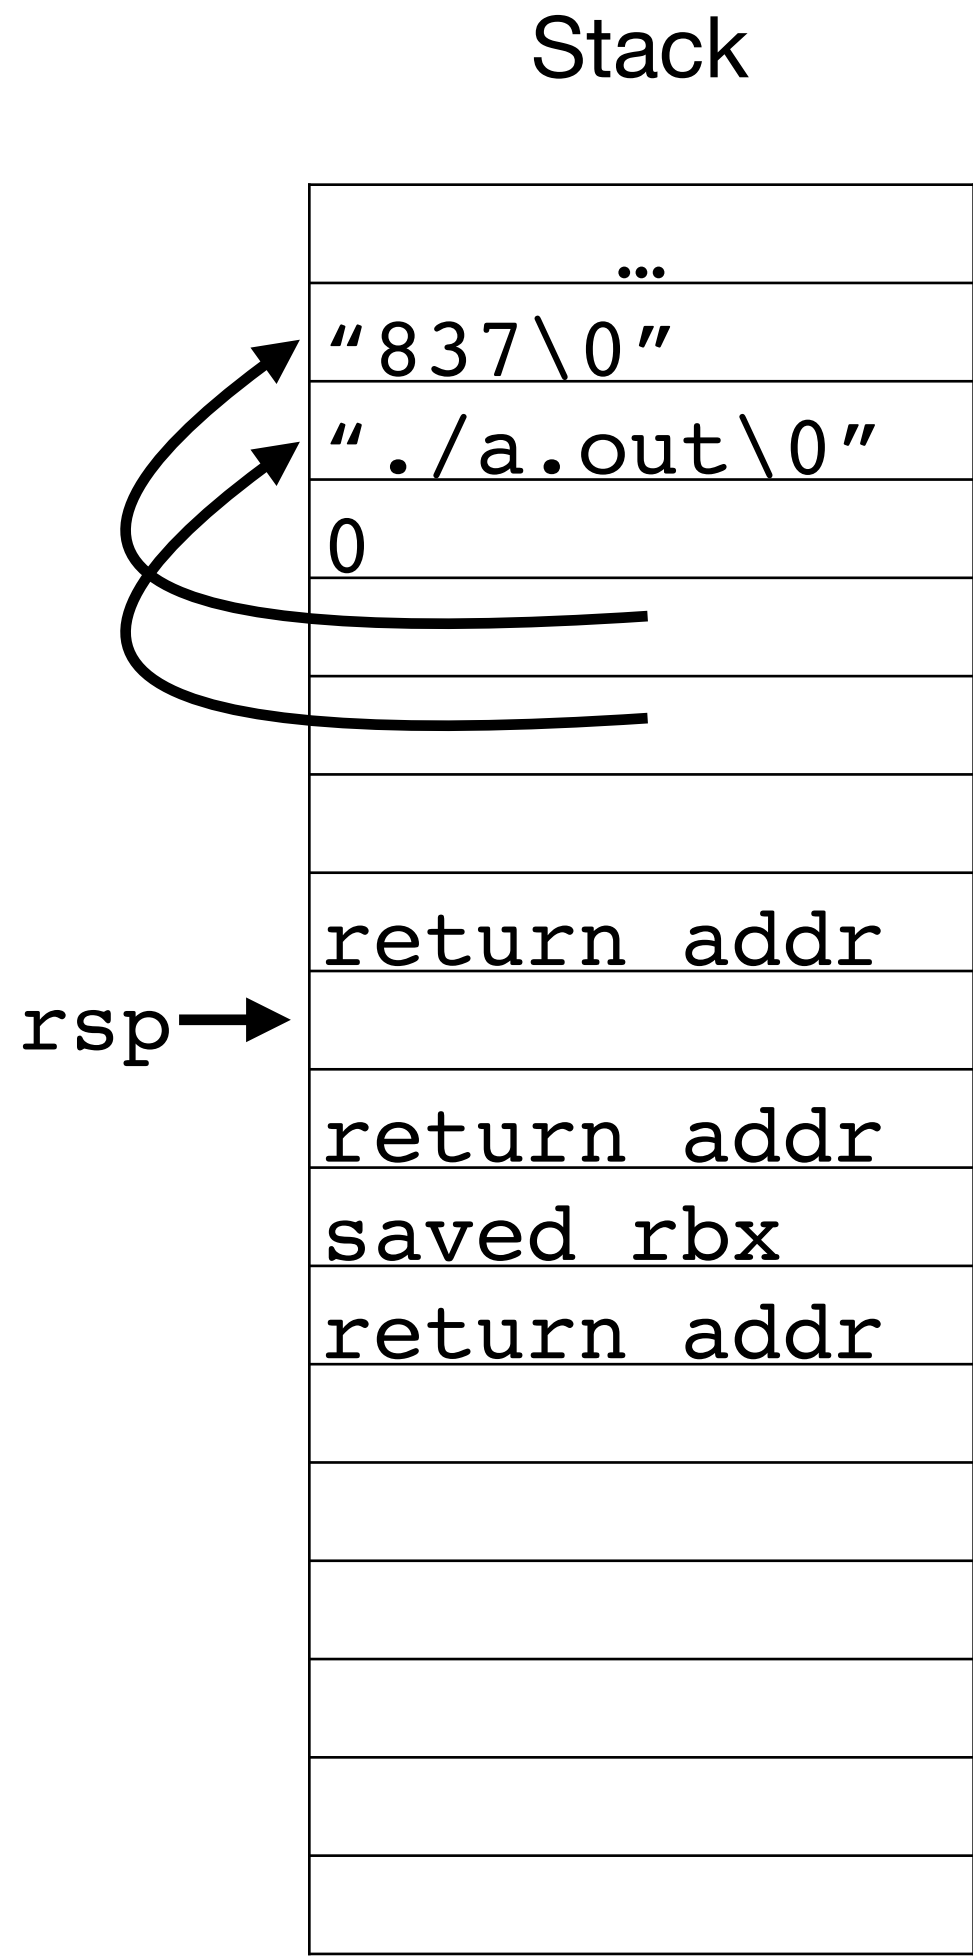 Stack
…
“837\0”
“./a.out\0”
0
return addr
rsp
return addr
saved rbx
return addr